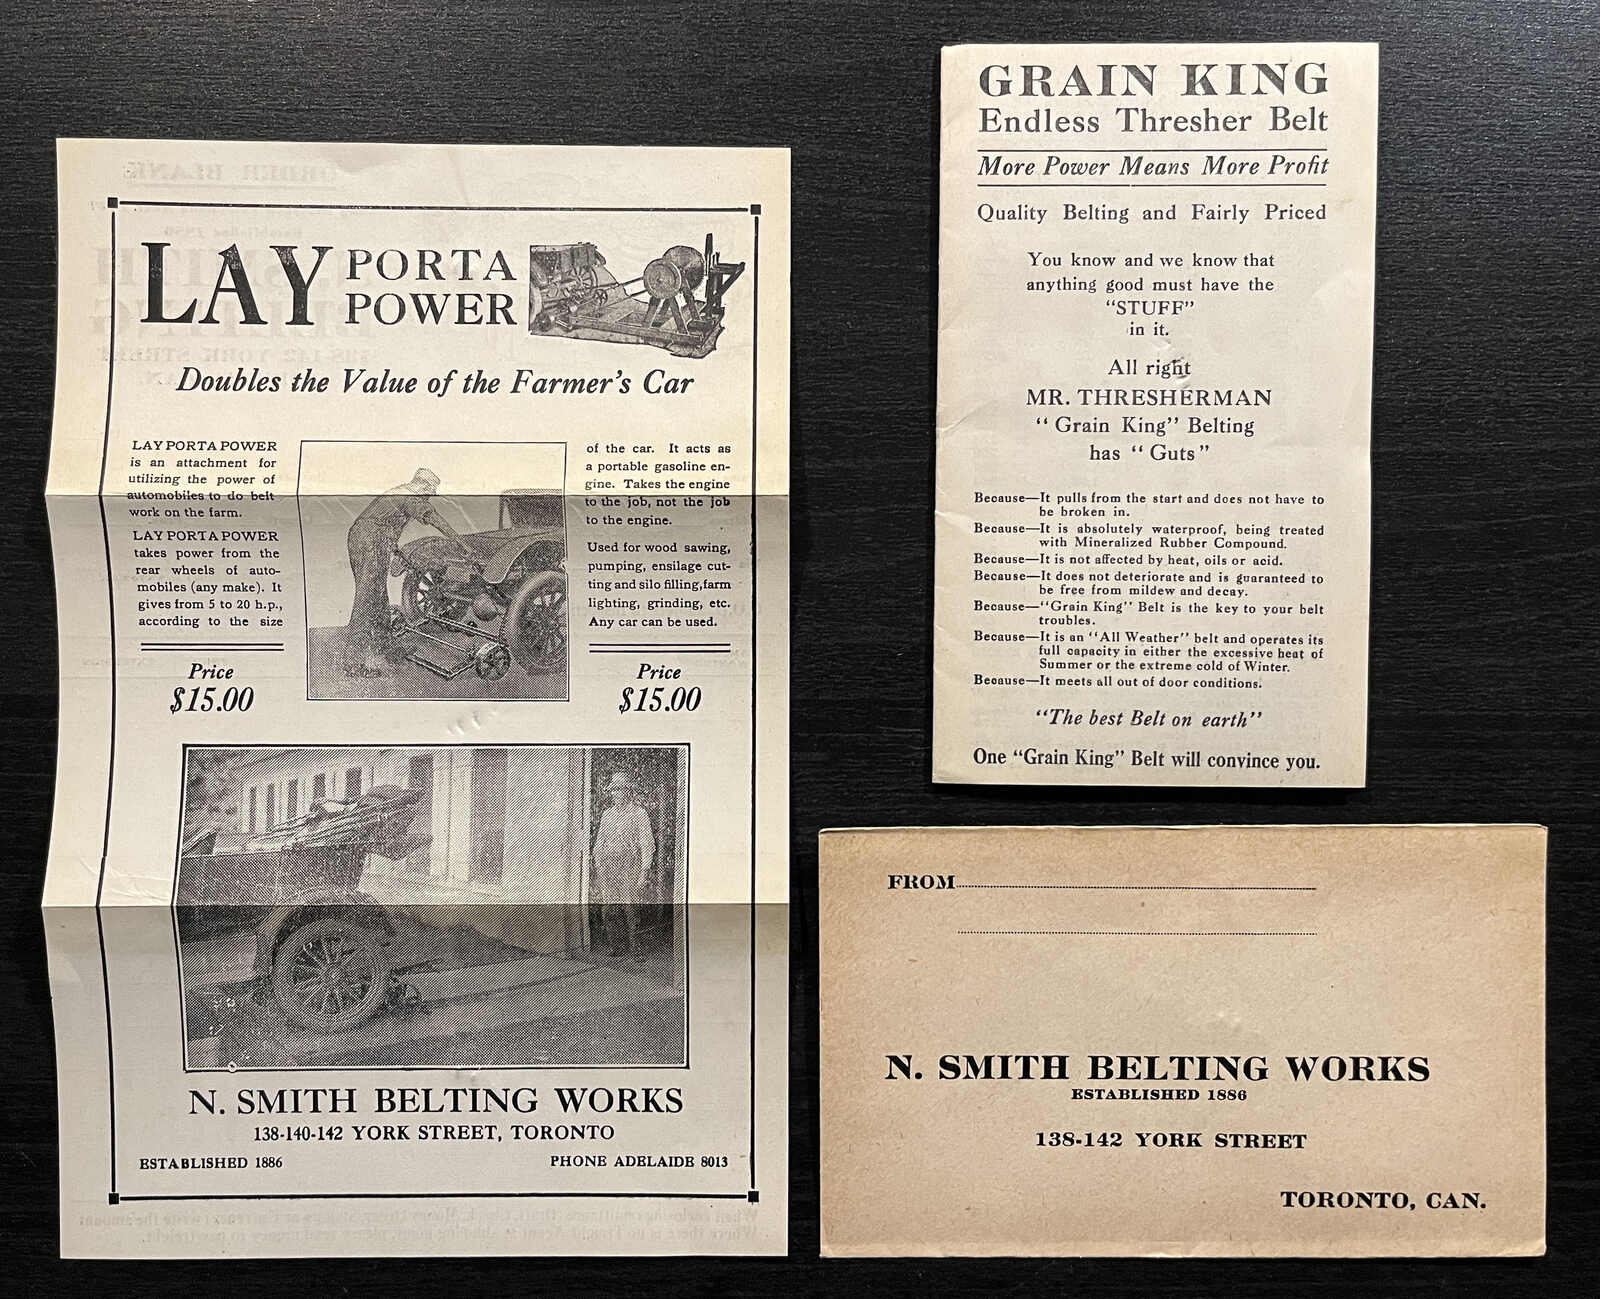 LAY PORTA
POWER
Doubles the Value of the Farmer's Car
LAY PORTA POWER
is an attachment for
utilizing the power of
automobiles to do belt
work on the farm.
LAY PORTA POWER
takes power from the
rear wheels of auto-
mobiles (any make). It
gives from 5 to 20 h.p.,
according to the size
of the car. It acts as
a portable gasoline en-
gine. Takes the engine
to the job, not the job
to the engine.
Used for wood sawing,
pumping, ensilage cut-
ting and silo filling, farm
lighting, grinding, etc.
Any car can be used.
Price
$15.00
Price
$15.00
N. SMITH BELTING WORKS
138-140-142 YORK STREET, TORONTO
ESTABLISHED 1886
PHONE ADELAIDE 8013
GRAIN KING
Endless Thresher Belt
More Power Means More Profit
Quality Belting and Fairly Priced
You know and we know that
anything good must have the
"STUFF"
in it.
All right
MR. THRESHERMAN
"Grain King" Belting
has "Guts"
Because—It pulls from the start and does not have to
be broken in.
Because—It is absolutely waterproof, being treated
with Mineralized Rubber Compound.
Because—It is not affected by heat, oils or acid.
Because—It does not deteriorate and is guaranteed to
be free from mildew and decay.
Because—"Grain King" Belt is the key to your belt
troubles.
Because—It is an "All Weather" belt and operates its
full capacity in either the excessive heat of
Summer or the extreme cold of Winter.
Because—It meets all out of door conditions.
"The best Belt on earth"
One "Grain King" Belt will convince you.
FROM
N. SMITH BELTING WORKS
ESTABLISHED 1886
138-142 YORK STREET
TORONTO, CAN.